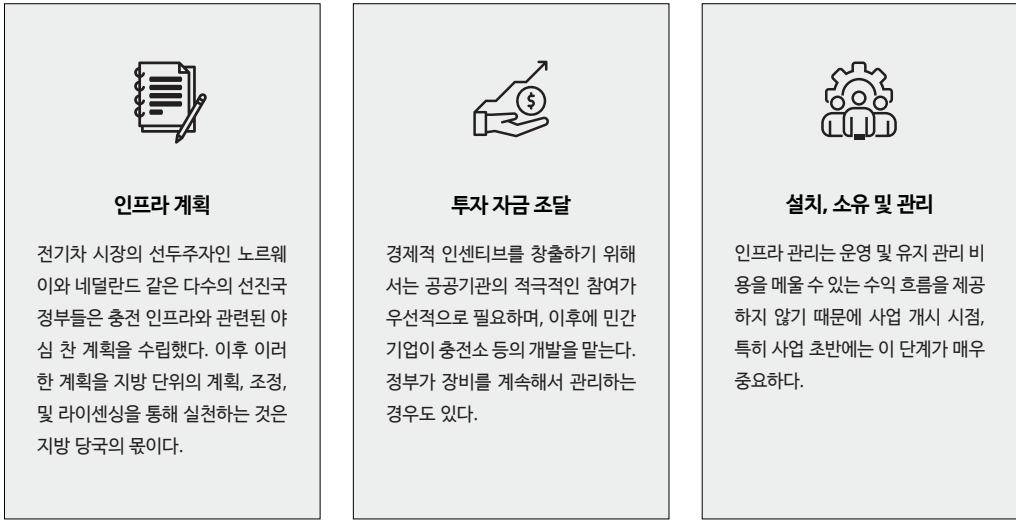 인프라 계획
전기차 시장의 선두주자인 노르웨
이와 네덜란드 같은 다수의 선진국
정부들은 충전 인프라와 관련된 야
심 찬 계획을 수립했다. 이후 이러
한 계획을 지방 단위의 계획, 조정,
및 라이센싱을 통해 실천하는 것은
지방 당국의 몫이다.
$
투자 자금 조달
경제적 인센티브를 창출하기 위해
서는 공공기관의 적극적인 참여가
우선적으로 필요하며, 이후에 민간
기업이 충전소 등의 개발을 맡는다.
정부가 장비를 계속해서 관리하는
경우도 있다.
설치, 소유 및 관리
인프라 관리는 운영 및 유지 관리 비
용을 메울 수 있는 수익 흐름을 제공
하지 않기 때문에 사업 개시 시점,
특히 사업 초반에는 이 단계가 매우
중요하다.